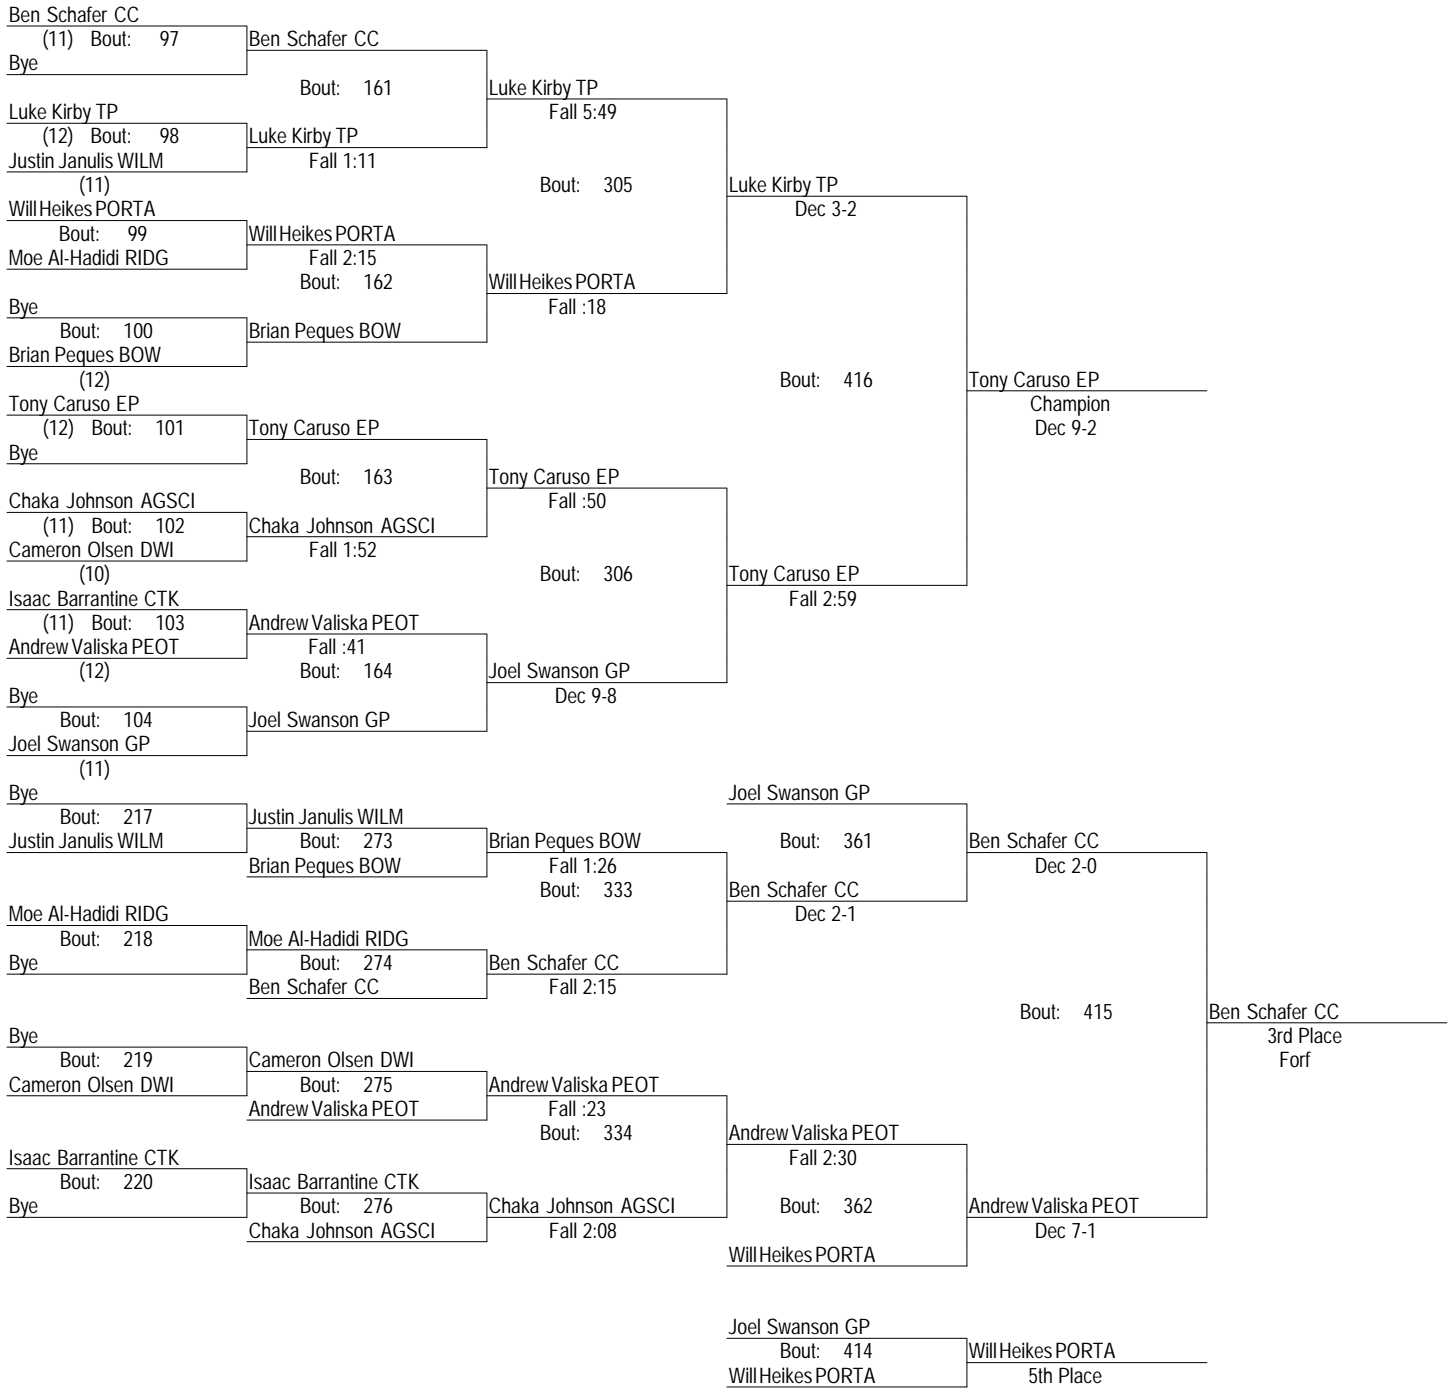 Ben Schafer CC
(11) Bout: 97 Ben Schafer CC
Bye
Bout: 161 Luke Kirby TP
Luke Kirby TP Fall 5:49
(12) Bout: 98 Luke Kirby TP
Justin Janulis WILM Fall 1:11
(11) Bout: 305 Luke Kirby TP
Will Heikes PORTA Dec 3-2
Bout: 99 Will Heikes PORTA
Moe Al-Hadidi RIDG Fall 2:15
Bout: 162 Will Heikes PORTA
Bye Fall :18
Bout: 100 Brian Peques BOW
Brian Peques BOW
(12) Bout: 416 Tony Caruso EP
Tony Caruso EP Champion
(12) Bout: 101 Tony Caruso EP Dec 9-2
Bye
Bout: 163 Tony Caruso EP
Chaka Johnson AGSCI Fall :50
(11) Bout: 102 Chaka Johnson AGSCI
Cameron Olsen DWI Fall 1:52
(10) Bout: 306 Tony Caruso EP
Isaac Barrantine CTK Fall 2:59
(11) Bout: 103 Andrew Valiska PEOT
Andrew Valiska PEOT Fall :41
(12) Bout: 164 Joel Swanson GP
Bye Dec 9-8
Bout: 104 Joel Swanson GP
Joel Swanson GP
(11)
Bye Joel Swanson GP
Bout: 217 Justin Janulis WILM
Justin Janulis WILM Bout: 273 Brian Peques BOW Bout: 361 Ben Schafer CC
Brian Peques BOW Fall 1:26 Dec 2-0
Bout: 333 Ben Schafer CC
Moe Al-Hadidi RIDG Dec 2-1
Bout: 218 Moe Al-Hadidi RIDG
Bye Bout: 274 Ben Schafer CC
Ben Schafer CC Fall 2:15
Bout: 415 Ben Schafer CC
Bye 3rd Place
Bout: 219 Cameron Olsen DWI Forf
Cameron Olsen DWI Bout: 275 Andrew Valiska PEOT
Andrew Valiska PEOT Fall :23
Bout: 334 Andrew Valiska PEOT
Isaac Barrantine CTK Fall 2:30
Bout: 220 Isaac Barrantine CTK
Bye Bout: 276 Chaka Johnson AGSCI Bout: 362 Andrew Valiska PEOT
Chaka Johnson AGSCI Fall 2:08 Dec 7-1
Will Heikes PORTA
Joel Swanson GP
Bout: 414 Will Heikes PORTA
Will Heikes PORTA 5th Place